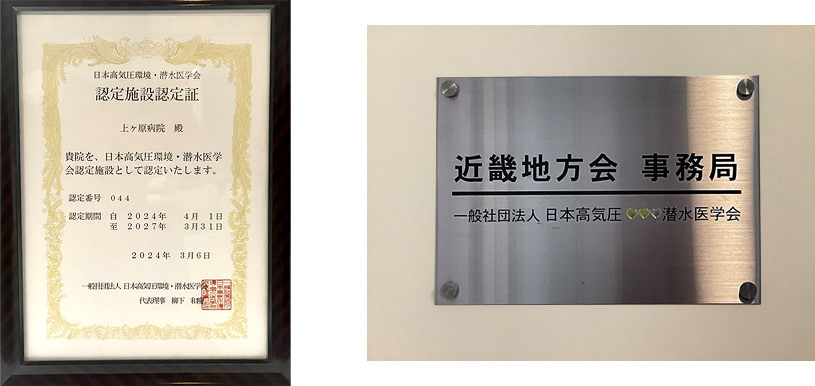 日本高気圧環境・潜水医学会
認定施設認定証
上ヶ原病院　殿
貴院を、日本高気圧環境・潜水医学
会認定施設として認定いたします。
認定番号　０４４
認定期間　自　２０２４年　４月　１日
至　２０２７年　３月３１日
２０２４年　３月６日
一般社団法人 日本高気圧環境・潜水医学
代表理事　柳下　和
近畿地方会 事務局
一般社団法人 日本高気圧 潜水医学会